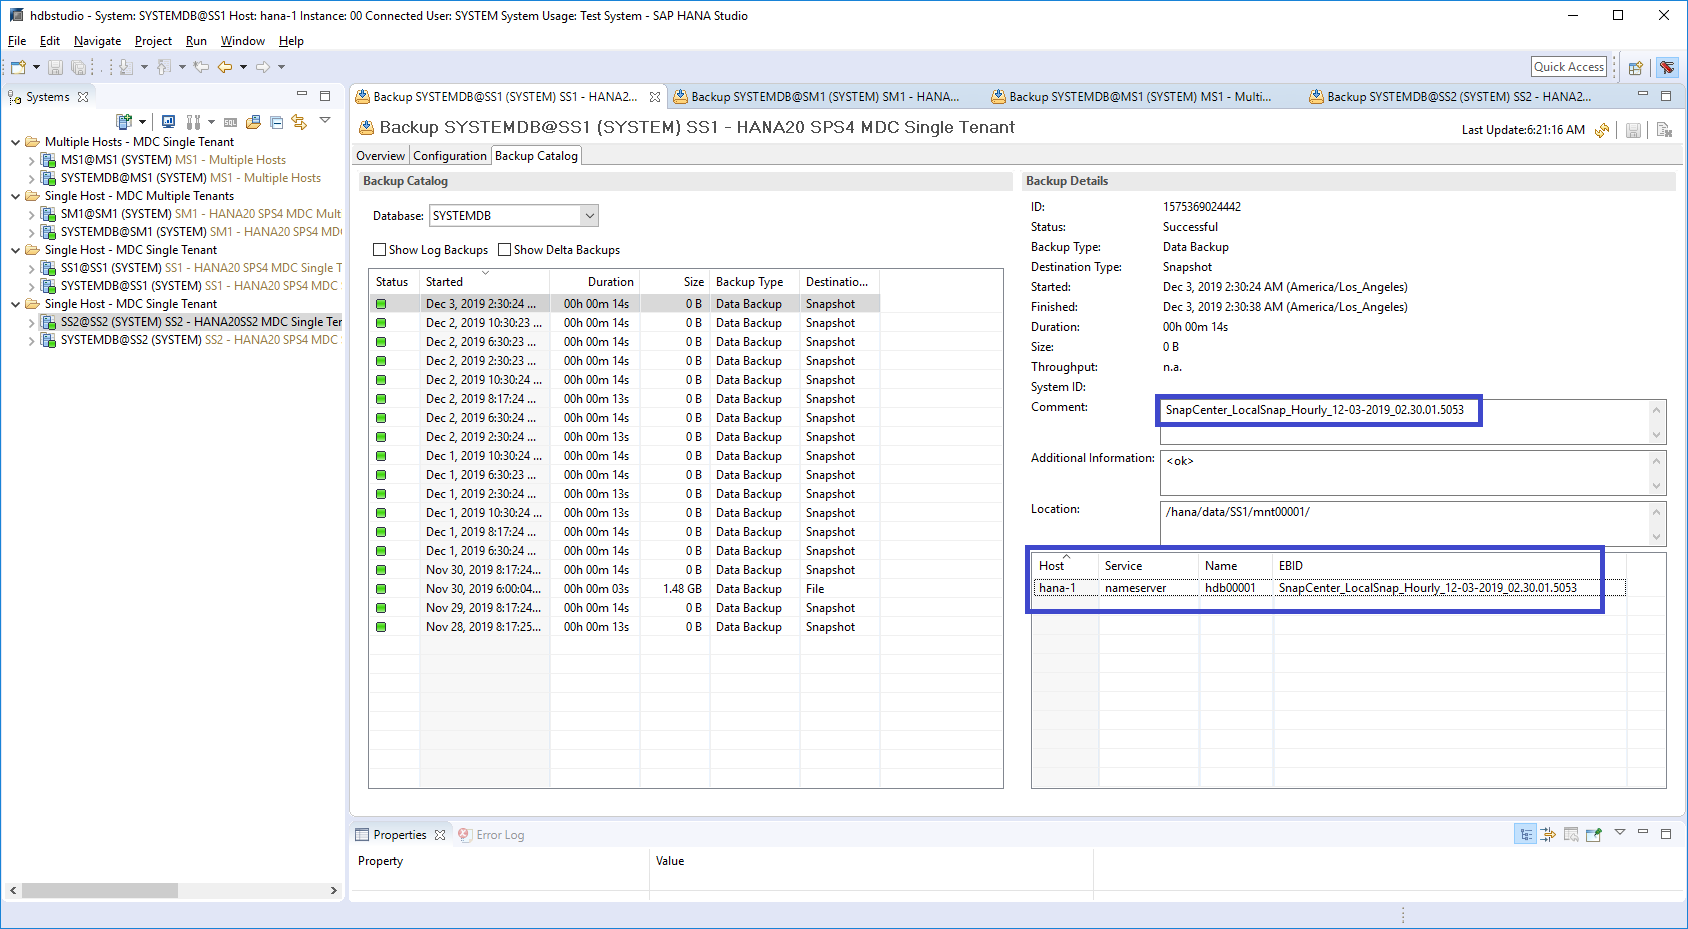 hdbstudio - System: SYSTEMDB@SS1 Host: hana-1 Instance: 00 Connected User: SYSTEM System Usage: Test System - SAP HANA Studio
File Edit Navigate Project Run Window Help
Quick Access
Systems
SQL
Multiple Hosts - MDC Single Tenant
MS1@MS1 (SYSTEM) MS1 - Multiple Hosts
SYSTEMDB@MS1 (SYSTEM) MS1 - Multiple Hosts
Single Host - MDC Multiple Tenants
SM1@SM1 (SYSTEM) SM1 - HANA20 SPS4 MDC Mult
SYSTEMDB@SM1 (SYSTEM) SM1 - HANA20 SPS4 MD
Single Host - MDC Single Tenant
SS1@SS1 (SYSTEM) SS1 - HANA20 SPS4 MDC Single T
SYSTEMDB@SS1 (SYSTEM) SS1 - HANA20 SPS4 MDC
Single Host - MDC Single Tenant
SS2@SS2 (SYSTEM) SS2 - HANA20SS2 MDC Single Ter
SYSTEMDB@SS2 (SYSTEM) SS2 - HANA20 SPS4 MDC
Backup SYSTEMDB@SS1 (SYSTEM) SS1 - HANA2... Backup SYSTEMDB@SM1 (SYSTEM) SM1 - HANA... Backup SYSTEMDB@MS1 (SYSTEM) MS1 - Multi... Backup SYSTEMDB@SS2 (SYSTEM) SS2 - HANA2...
Backup SYSTEMDB@SS1 (SYSTEM) SS1 - HANA20 SPS4 MDC Single Tenant
Last Update:6:21:16 AM
Overview Configuration Backup Catalog
Backup Catalog
Database: SYSTEMDB
Show Log Backups Show Delta Backups
Status Started Duration Size Backup Type Destinatio...
Dec 3, 2019 2:30:24 ... 00h 00m 14s 0 B Data Backup Snapshot
Dec 2, 2019 10:30:23 ... 00h 00m 14s 0 B Data Backup Snapshot
Dec 2, 2019 6:30:23 ... 00h 00m 14s 0 B Data Backup Snapshot
Dec 2, 2019 2:30:23 ... 00h 00m 14s 0 B Data Backup Snapshot
Dec 2, 2019 10:30:24 ... 00h 00m 14s 0 B Data Backup Snapshot
Dec 2, 2019 8:17:24 ... 00h 00m 13s 0 B Data Backup Snapshot
Dec 2, 2019 6:30:24 ... 00h 00m 14s 0 B Data Backup Snapshot
Dec 2, 2019 2:30:24 ... 00h 00m 13s 0 B Data Backup Snapshot
Dec 1, 2019 10:30:24 ... 00h 00m 14s 0 B Data Backup Snapshot
Dec 1, 2019 6:30:23 ... 00h 00m 14s 0 B Data Backup Snapshot
Dec 1, 2019 2:30:24 ... 00h 00m 13s 0 B Data Backup Snapshot
Dec 1, 2019 10:30:24 ... 00h 00m 13s 0 B Data Backup Snapshot
Dec 1, 2019 8:17:24 ... 00h 00m 14s 0 B Data Backup Snapshot
Dec 1, 2019 6:30:24 ... 00h 00m 14s 0 B Data Backup Snapshot
Nov 30, 2019 8:17:24... 00h 00m 14s 0 B Data Backup Snapshot
Nov 30, 2019 6:00:04... 00h 00m 03s 1.48 GB Data Backup File
Nov 29, 2019 8:17:24... 00h 00m 14s 0 B Data Backup Snapshot
Nov 28, 2019 8:17:25... 00h 00m 13s 0 B Data Backup Snapshot
Backup Details
ID: 1575369024442
Status: Successful
Backup Type: Data Backup
Destination Type: Snapshot
Started: Dec 3, 2019 2:30:24 AM (America/Los_Angeles)
Finished: Dec 3, 2019 2:30:38 AM (America/Los_Angeles)
Duration: 00h 00m 14s
Size: 0 B
Throughput: n.a.
System ID:
Comment: SnapCenter_LocalSnap_Hourly_12-03-2019_02.30.01.5053
Additional Information: <ok>
Location: /hana/data/SS1/mnt00001/
Host Service Name EBID
hana-1 nameserver hdb00001 SnapCenter_LocalSnap_Hourly_12-03-2019_02.30.01.5053
Properties Error Log
Property Value